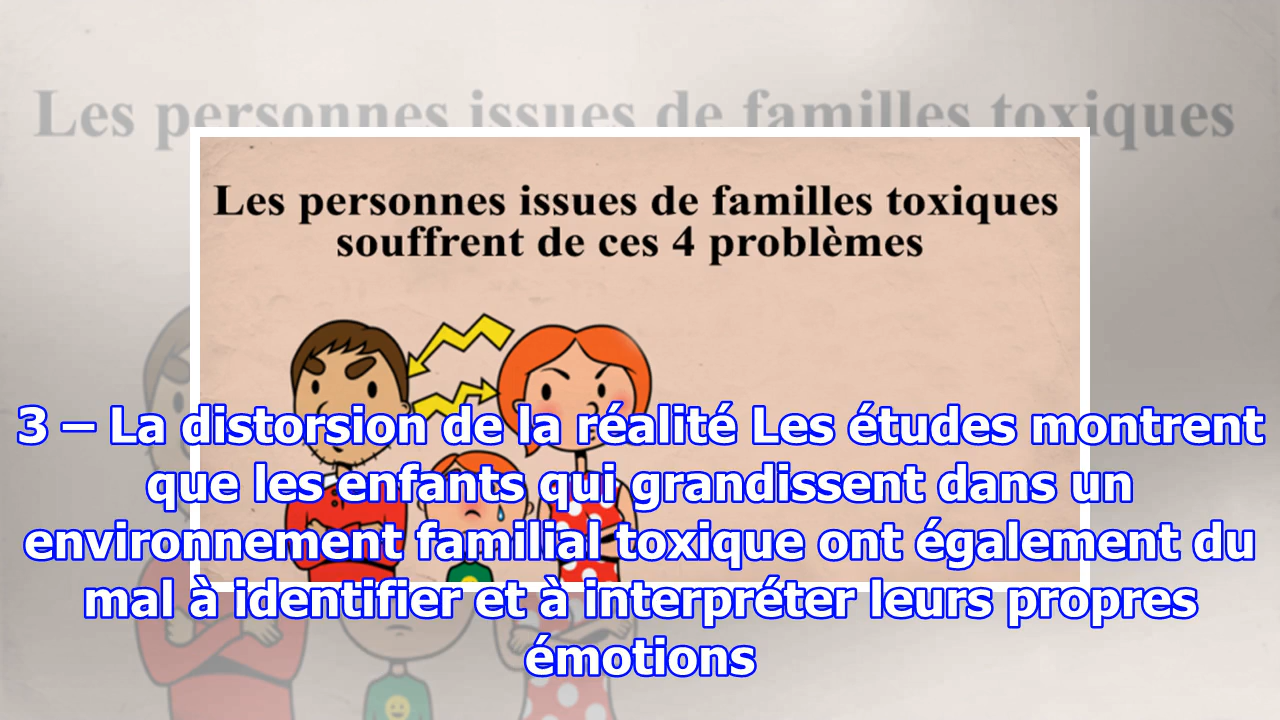 Les personnes issues de familles toxiques
Les personnes issues de familles toxiques
souffrent de ces 4 problèmes
3 – La distorsion de la réalité Les études montrent
que les enfants qui grandissent dans un
environnement familial toxique ont également du
mal à identifier et à interpréter leurs propres
émotions